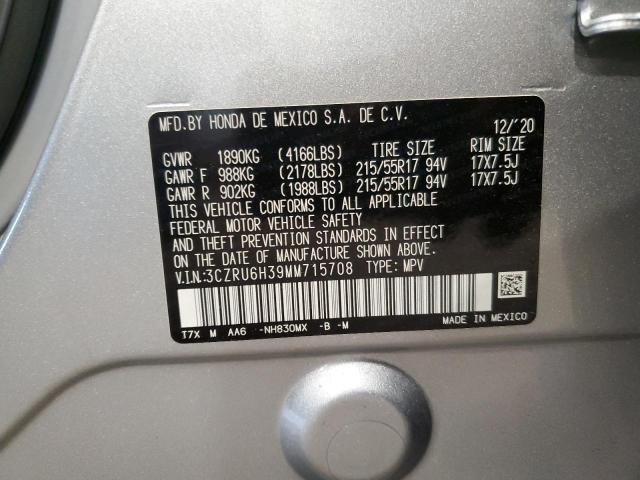 MFD.BY HONDA DE MEXICO S.A. DE C.V. 12/'20
GVWR 1890KG (4166LBS) TIRE SIZE RIM SIZE
GAWR F 988KG (2178LBS) 215/55R17 94V 17X7.5J
GAWR R 902KG (1988LBS) 215/55R17 94V 17X7.5J
THIS VEHICLE CONFORMS TO ALL APPLICABLE
FEDERAL MOTOR VEHICLE SAFETY
AND THEFT PREVENTION STANDARDS IN EFFECT
ON THE DATE OF MANUFACTURE SHOWN ABOVE.
V.I.N:3CZRU6H39MM715708 TYPE: MPV
T7X M AA6 -NH830MX -B -M MADE IN MEXICO